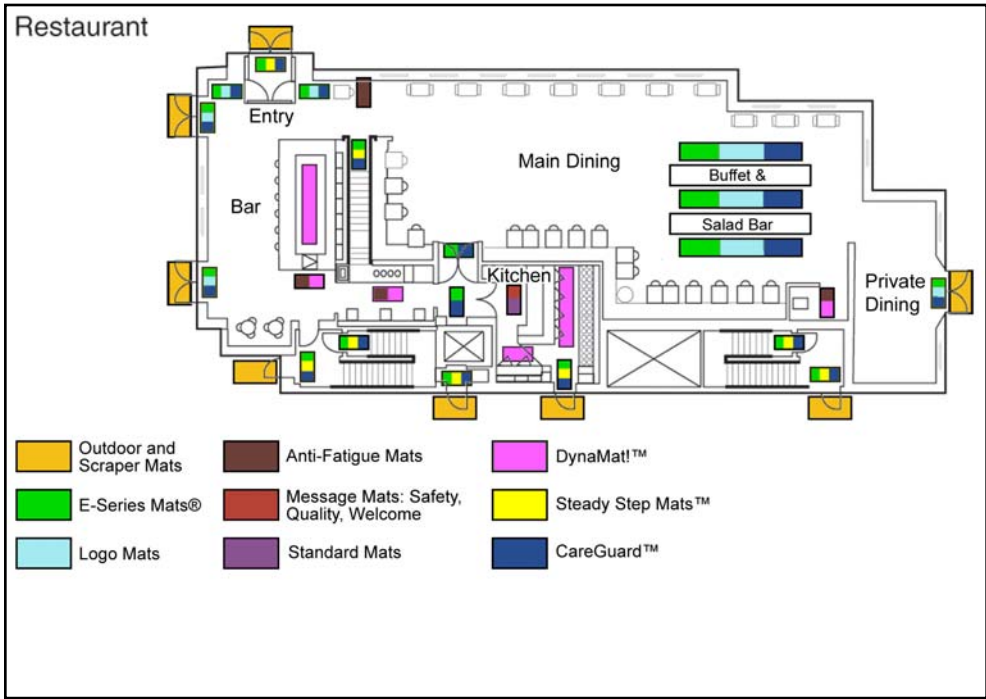 Restaurant
Entry
Main Dining
Buffet &
Bar
Salad Bar
Kitchen
Private
Dining
Outdoor and
Scraper Mats
Anti-Fatigue Mats
DynaMat!™
E-Series Mats®
Message Mats: Safety,
Quality, Welcome
Steady Step Mats™
Logo Mats
Standard Mats
CareGuard™